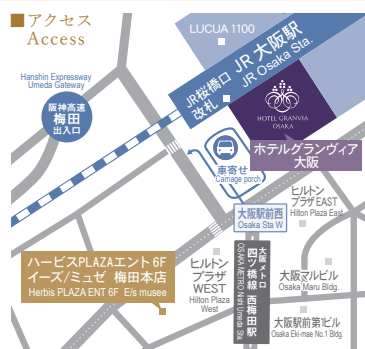 ■アクセス
Access
LUCUA 1100
JR 大阪駅
JR Osaka Sta.
JR桜橋口
改札
Hanshin Expressway
Umeda Gateway
阪神高速
梅田
出入口
HOTEL GRANVIA
OSAKA
ホテルグランヴィア
大阪
車寄せ
Carriage porch
ヒルトン
プラザ EAST
Hilton Plaza East
大阪駅前西
Osaka Sta W
ハービスPLAZAエント 6F
イーズ/ミュゼ 梅田本店
Herbis PLAZA ENT 6F E/s musee
ヒルトン
プラザ
WEST
Hilton Plaza
West
大阪メトロ
四ツ橋線 西梅田駅
OSAKA METRO Nishi Umeda Sta.
大阪マルビル
Osaka Maru Bldg.
大阪駅前第1ビル
Osaka Eki-mae No.1 Bldg.